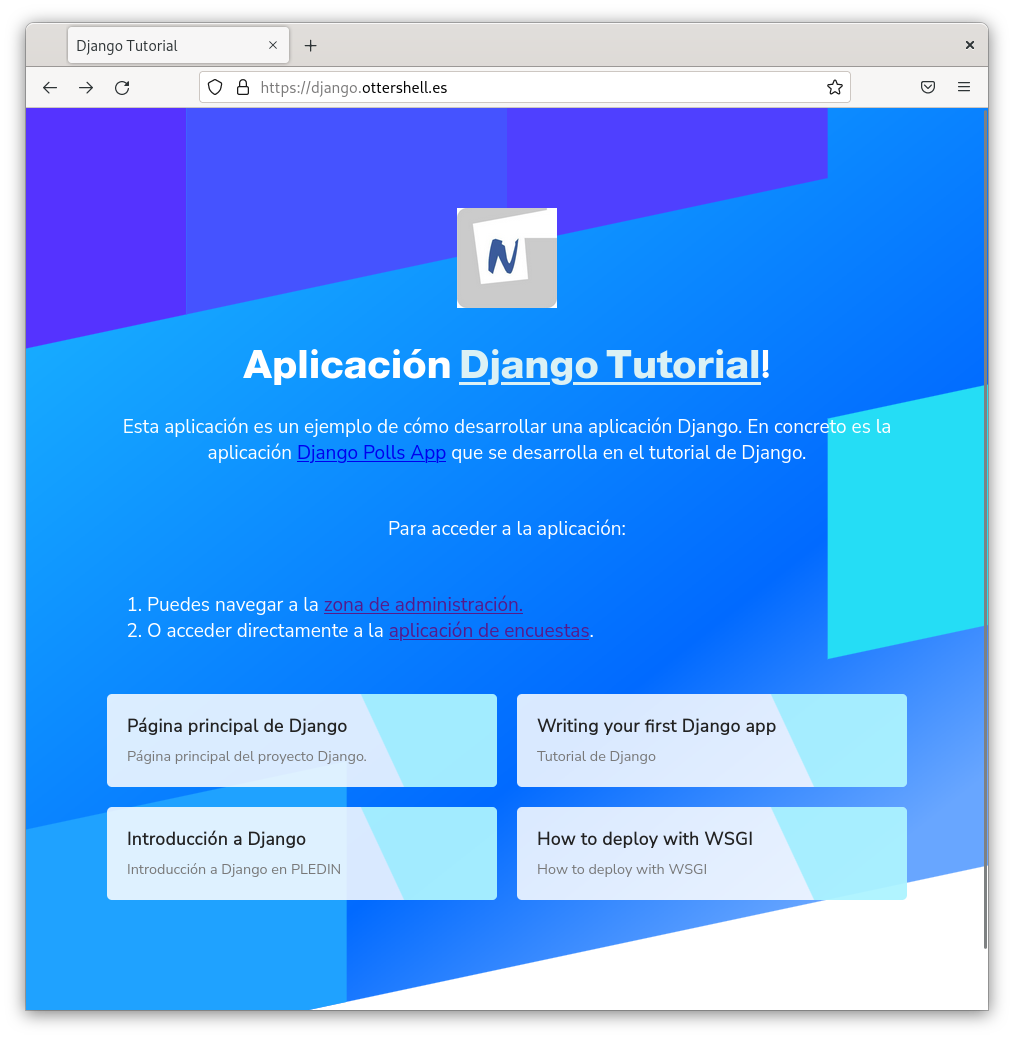 Django Tutorial
https://django.ottershell.es
N
Aplicación Django Tutorial!
Esta aplicación es un ejemplo de cómo desarrollar una aplicación Django. En concreto es la
aplicación Django Polls App que se desarrolla en el tutorial de Django.
Para acceder a la aplicación:
1. Puedes navegar a la zona de administración.
2. O acceder directamente a la aplicación de encuestas.
Página principal de Django
Página principal del proyecto Django.
Writing your first Django app
Tutorial de Django
Introducción a Django
Introducción a Django en PLEDIN
How to deploy with WSGI
How to deploy with WSGI